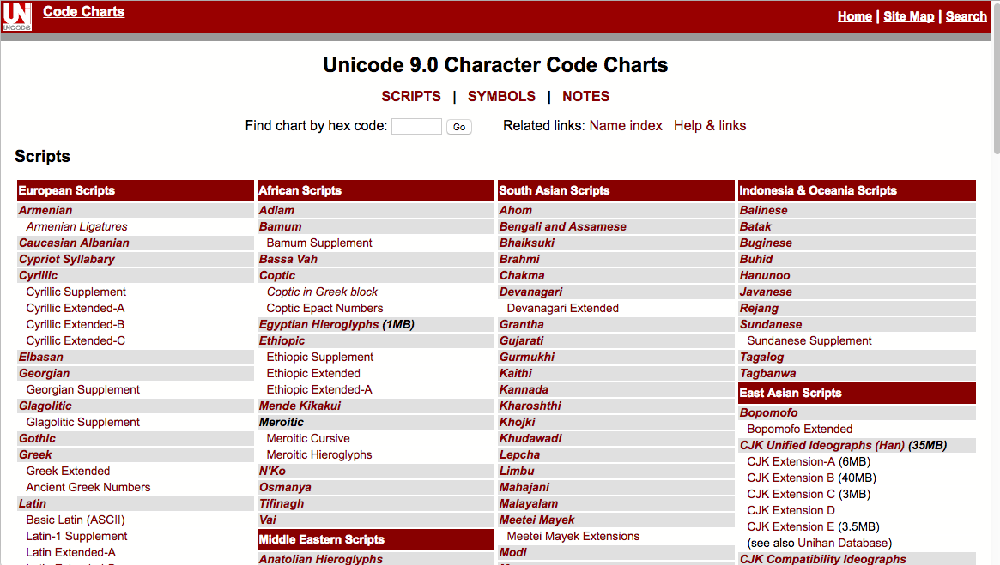 UNICODE
Code Charts
Home | Site Map | Search
Unicode 9.0 Character Code Charts
SCRIPTS | SYMBOLS | NOTES
Find chart by hex code: Go Related links: Name index Help & links
Scripts
European Scripts
Armenian
Armenian Ligatures
Caucasian Albanian
Cypriot Syllabary
Cyrillic
Cyrillic Supplement
Cyrillic Extended-A
Cyrillic Extended-B
Cyrillic Extended-C
Elbasan
Georgian
Georgian Supplement
Glagolitic
Glagolitic Supplement
Gothic
Greek
Greek Extended
Ancient Greek Numbers
Latin
Basic Latin (ASCII)
Latin-1 Supplement
Latin Extended-A
African Scripts
Adlam
Bamum
Bamum Supplement
Bassa Vah
Coptic
Coptic in Greek block
Coptic Epact Numbers
Egyptian Hieroglyphs (1MB)
Ethiopic
Ethiopic Supplement
Ethiopic Extended
Ethiopic Extended-A
Mende Kikakui
Meroitic
Meroitic Cursive
Meroitic Hieroglyphs
N'Ko
Osmanya
Tifinagh
Vai
Middle Eastern Scripts
Anatolian Hieroglyphs
South Asian Scripts
Ahom
Bengali and Assamese
Bhaiksuki
Brahmi
Chakma
Devanagari
Devanagari Extended
Grantha
Gujarati
Gurmukhi
Kaithi
Kannada
Kharoshthi
Khojki
Khudawadi
Lepcha
Limbu
Mahajani
Malayalam
Meetei Mayek
Meetei Mayek Extensions
Modi
Indonesia & Oceania Scripts
Balinese
Batak
Buginese
Buhid
Hanunoo
Javanese
Rejang
Sundanese
Sundanese Supplement
Tagalog
Tagbanwa
East Asian Scripts
Bopomofo
Bopomofo Extended
CJK Unified Ideographs (Han) (35MB)
CJK Extension-A (6MB)
CJK Extension B (40MB)
CJK Extension C (3MB)
CJK Extension D
CJK Extension E (3.5MB)
(see also Unihan Database)
CJK Compatibility Ideographs